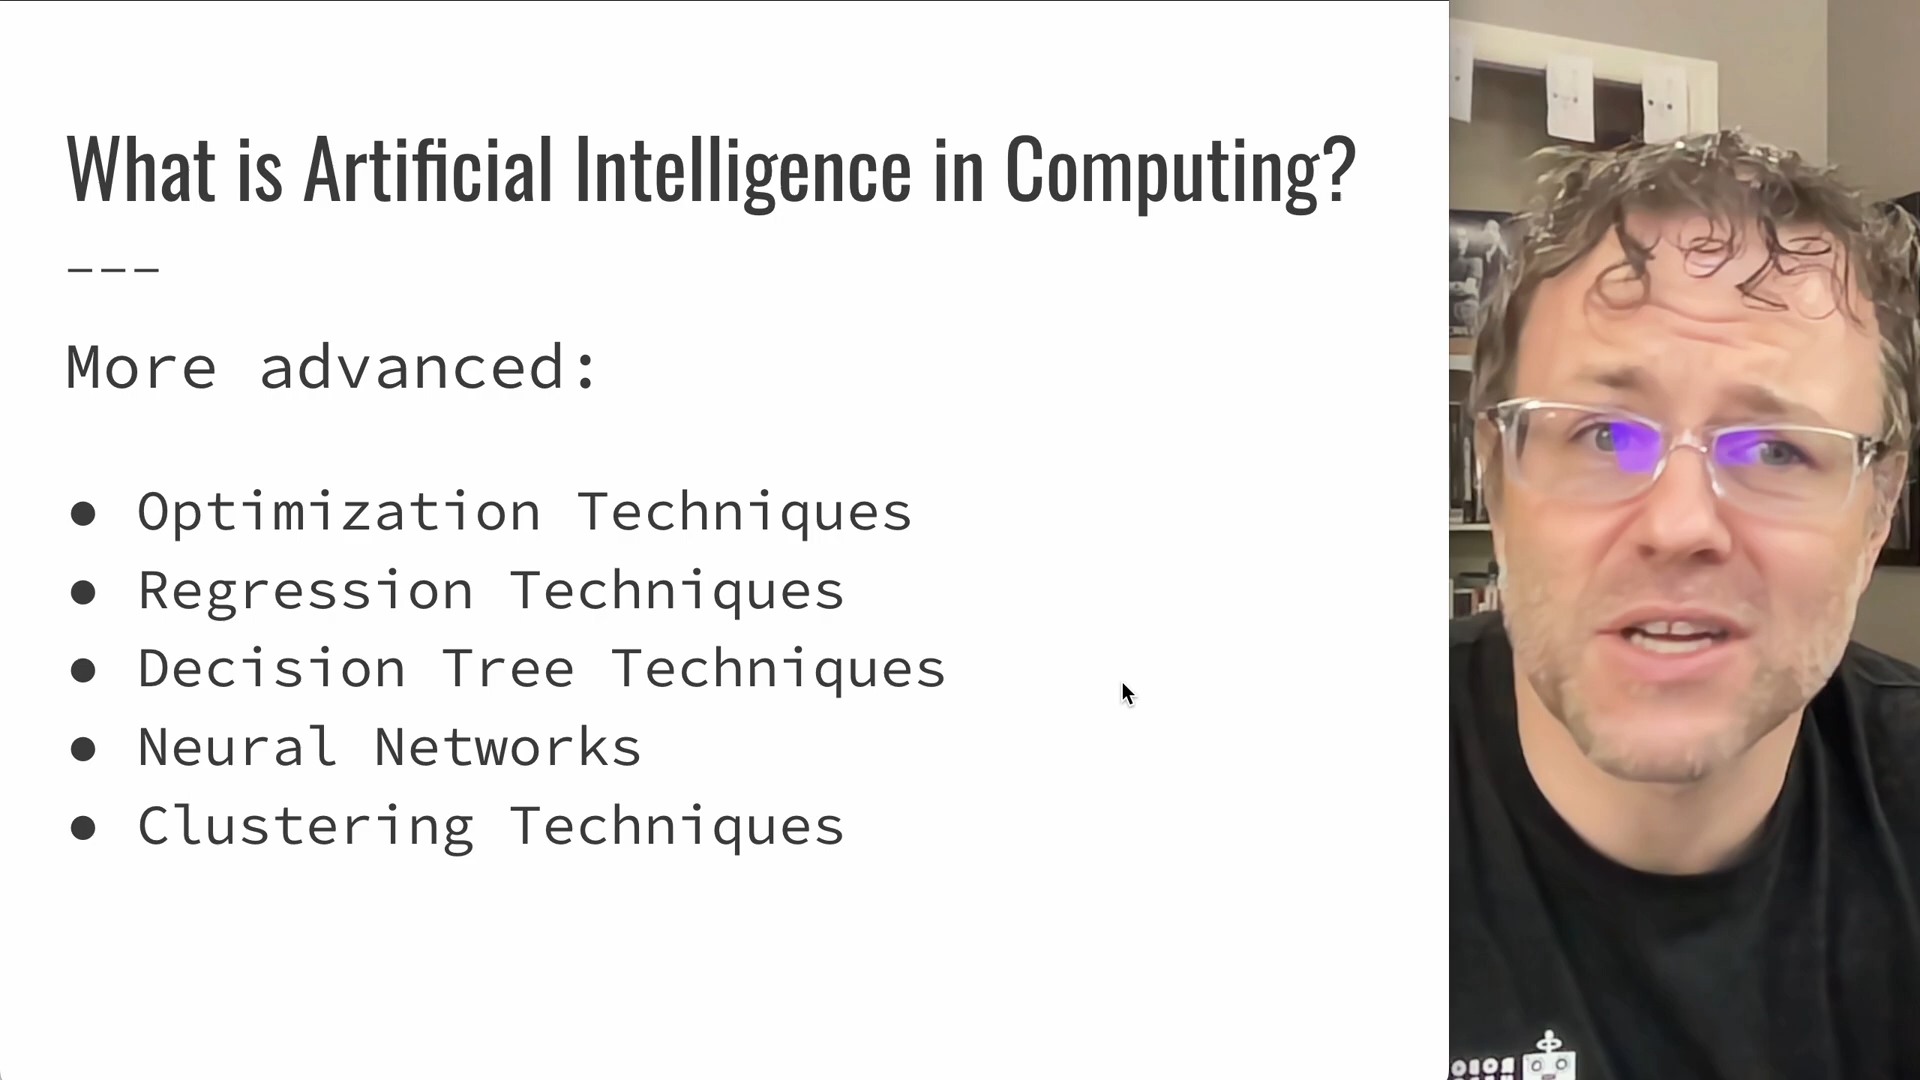 What is Artificial Intelligence in Computing?
---
More advanced:
● Optimization Techniques
● Regression Techniques
● Decision Tree Techniques
● Neural Networks
● Clustering Techniques